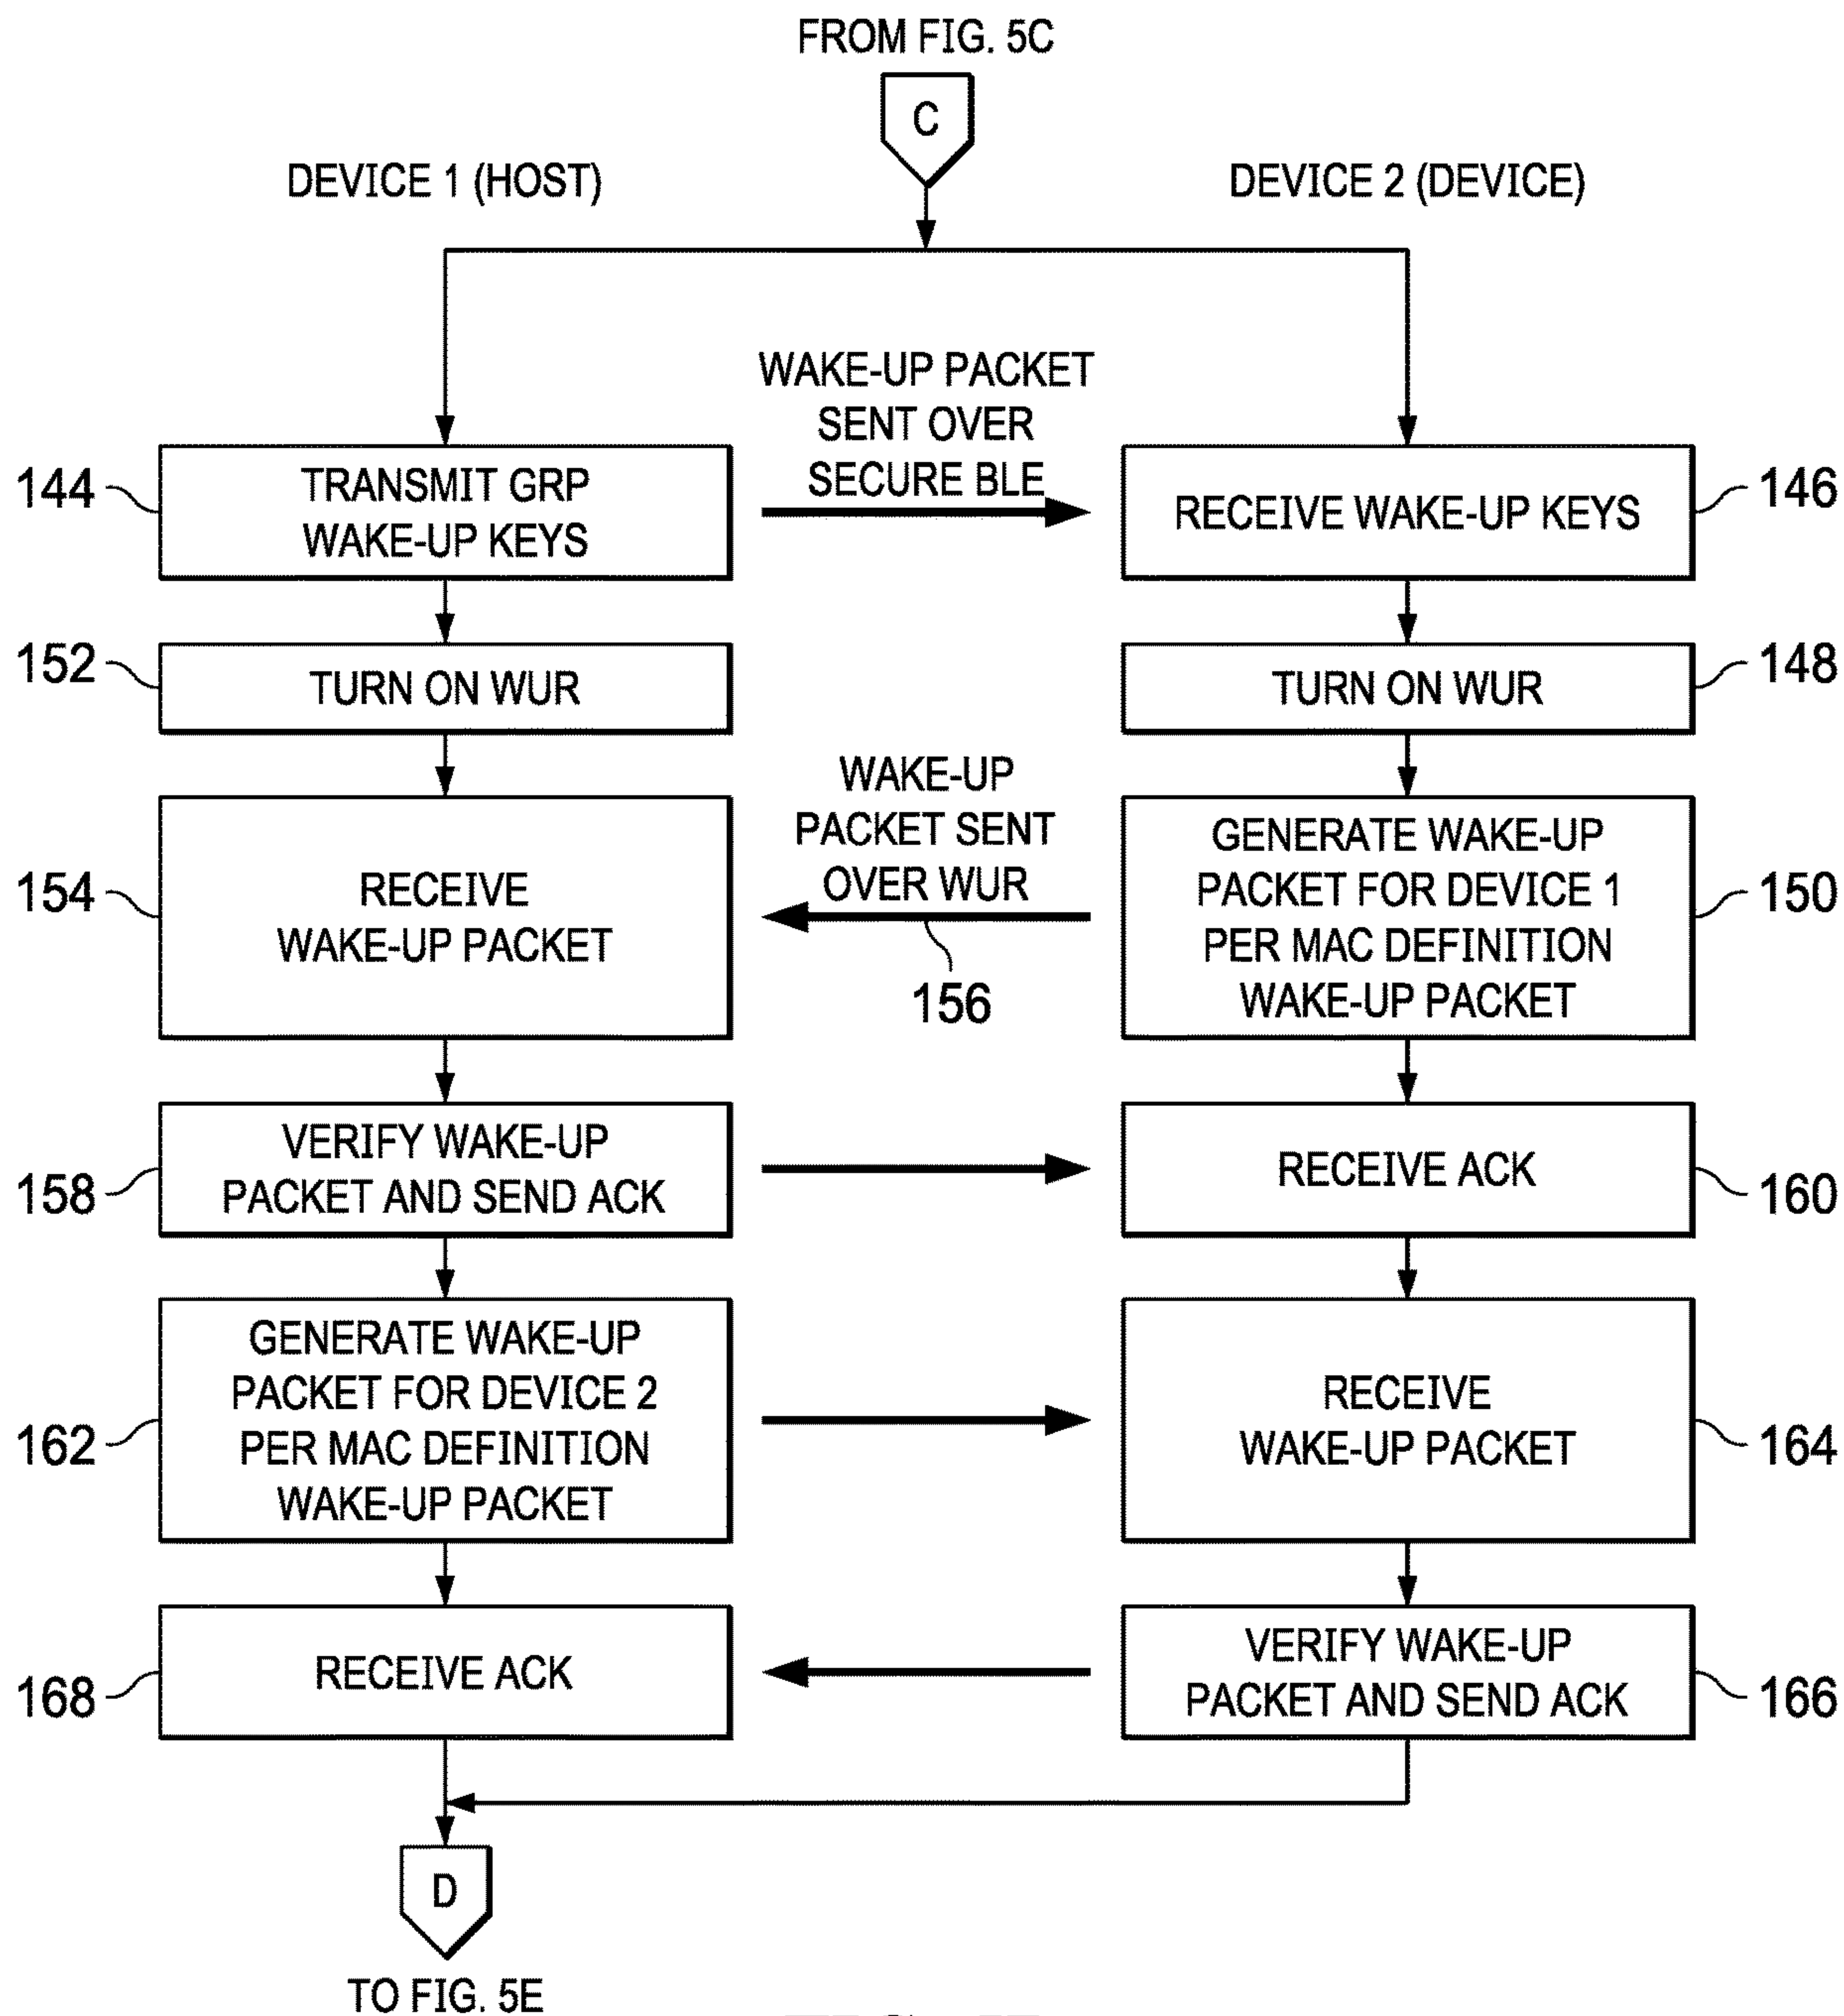 FROM FIG. 5C
C
DEVICE 1 (HOST)
DEVICE 2 (DEVICE)
WAKE-UP PACKET
SENT OVER
SECURE BLE
144
TRANSMIT GRP
WAKE-UP KEYS
RECEIVE WAKE-UP KEYS
146
152
TURN ON WUR
TURN ON WUR
148
WAKE-UP
PACKET SENT
OVER WUR
156
154
RECEIVE
WAKE-UP PACKET
GENERATE WAKE-UP
PACKET FOR DEVICE 1
PER MAC DEFINITION
WAKE-UP PACKET
150
158
VERIFY WAKE-UP
PACKET AND SEND ACK
RECEIVE ACK
160
162
GENERATE WAKE-UP
PACKET FOR DEVICE 2
PER MAC DEFINITION
WAKE-UP PACKET
RECEIVE
WAKE-UP PACKET
164
168
RECEIVE ACK
VERIFY WAKE-UP
PACKET AND SEND ACK
166
D
TO FIG. 5E